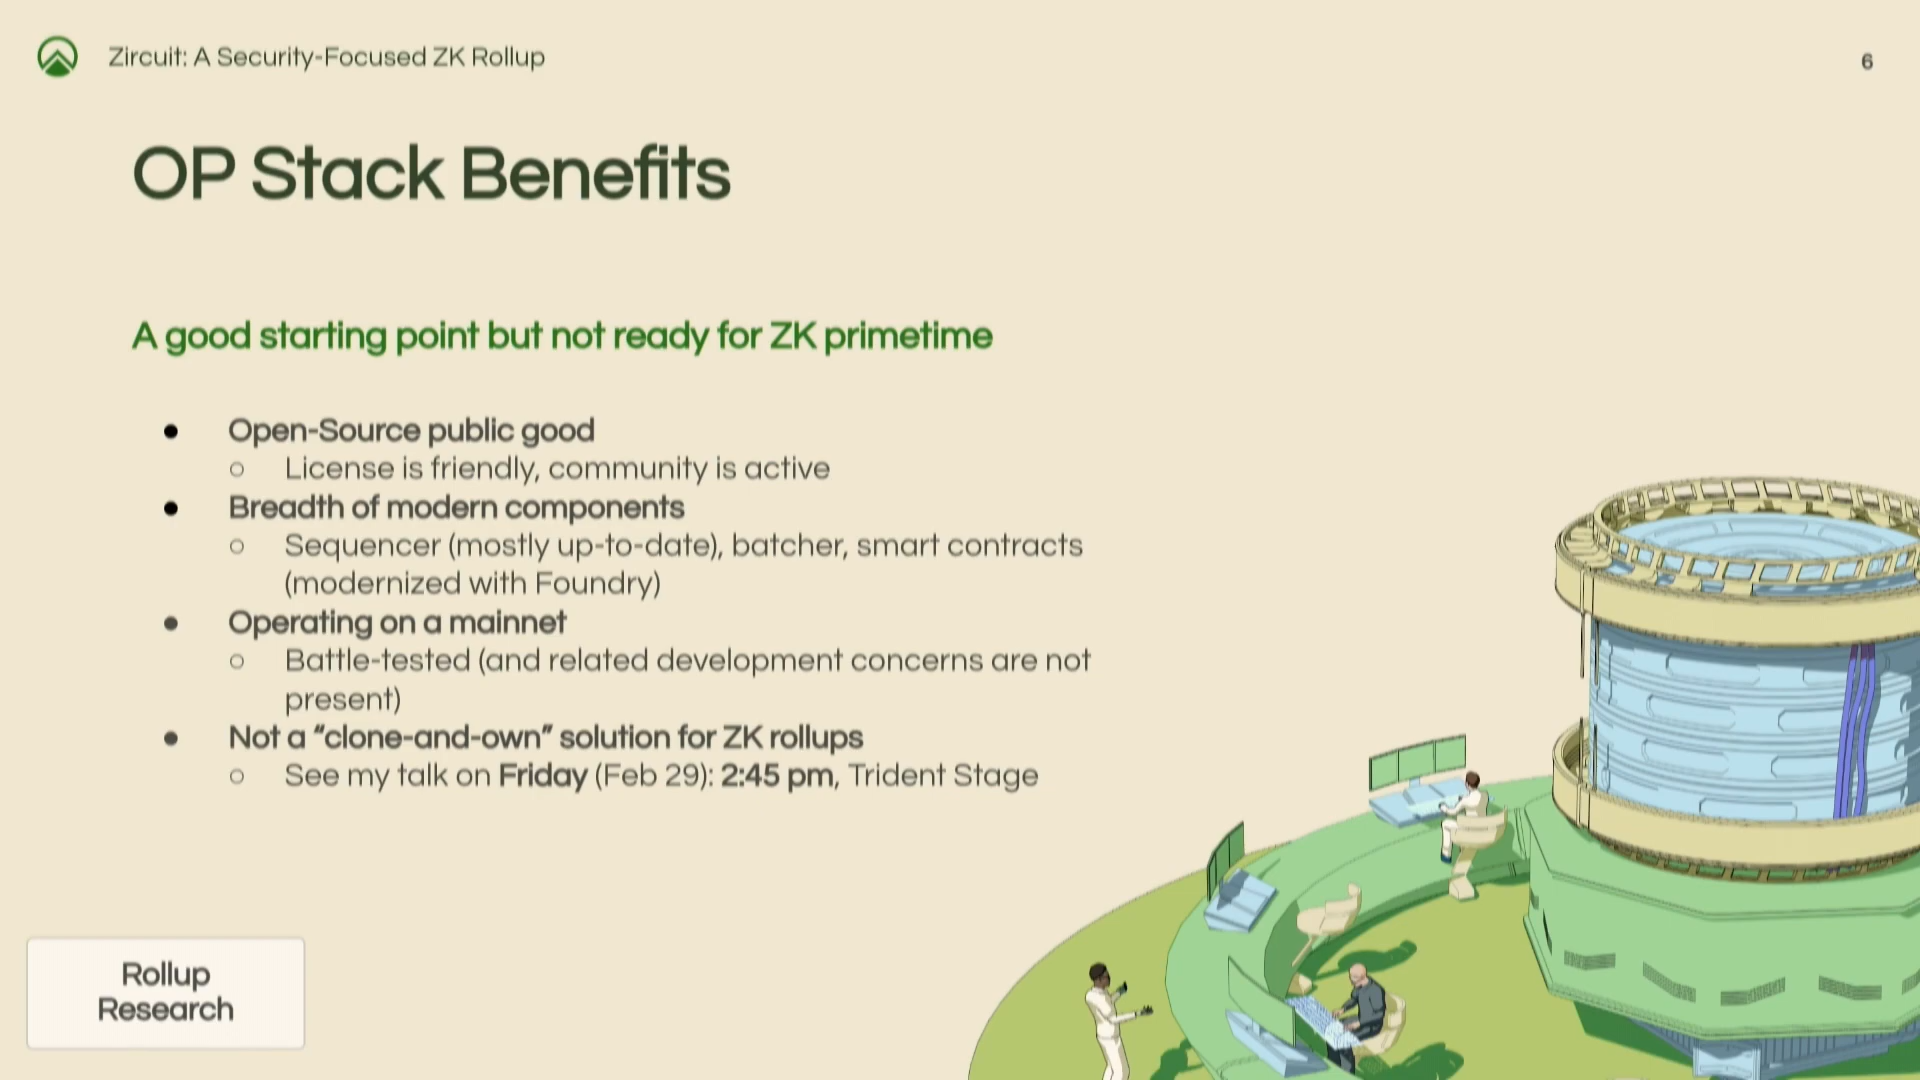 Zircuit: A Security-Focused ZK Rollup
6
OP Stack Benefits
A good starting point but not ready for ZK primetime
● Open-Source public good
○ License is friendly, community is active
● Breadth of modern components
○ Sequencer (mostly up-to-date), batcher, smart contracts
(modernized with Foundry)
● Operating on a mainnet
○ Battle-tested (and related development concerns are not
present)
● Not a “clone-and-own” solution for ZK rollups
○ See my talk on Friday (Feb 29): 2:45 pm, Trident Stage
Rollup
Research